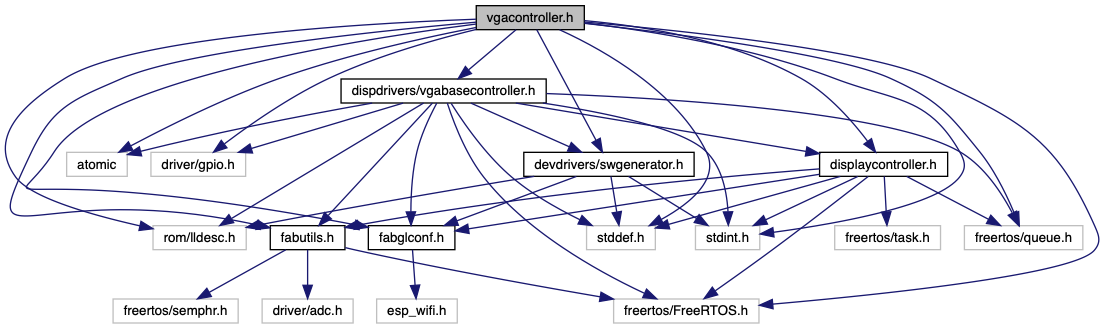 vgacontroller.h
dispdrivers/vgabasecontroller.h
atomic
driver/gpio.h
devdrivers/swgenerator.h
displaycontroller.h
rom/lldesc.h
fabutils.h
fabglconf.h
stddef.h
stdint.h
freertos/task.h
freertos/queue.h
freertos/semphr.h
driver/adc.h
esp_wifi.h
freertos/FreeRTOS.h